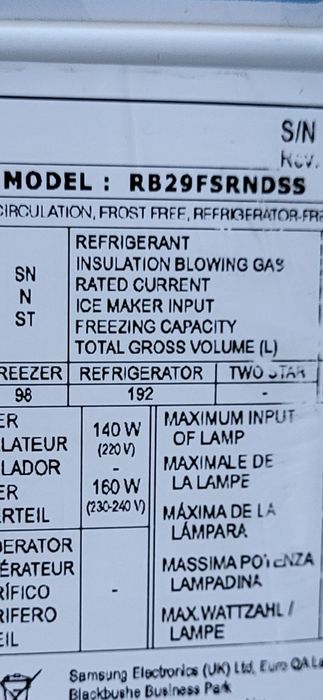 S/N
Rev.
MODEL : RB29FSRNDSS
CIRCULATION, FROST FREE, REFRIGERATOR-FRE
REFRIGERANT
SN INSULATION BLOWING GAS
RATED CURRENT
N ICE MAKER INPUT
ST FREEZING CAPACITY
TOTAL GROSS VOLUME (L)
REEZER REFRIGERATOR TWO STAR
98 192 -
ER 140 W MAXIMUM INPUT
LATEUR (220 V) OF LAMP
LADOR - MAXIMALE DE
ER 160 W LA LAMPE
ERTEIL (230-240 V) MÁXIMA DE LA
LÁMPARA
DERATOR MASSIMA POTENZA
ÉRATEUR LAMPADINA
RÍFICO -
RIFERO MAX.WATTZAHL /
EIL LAMPE
Samsung Electronics (UK) Ltd, Euro QA La
Blackbushe Business Park